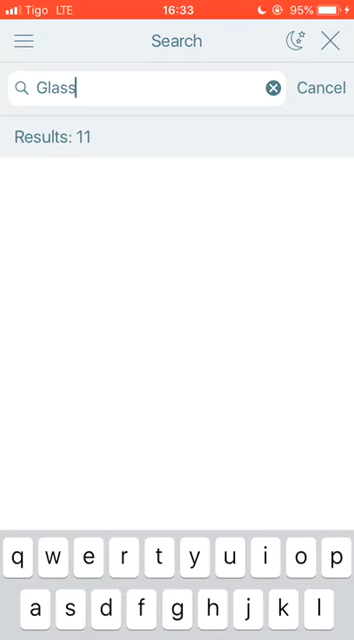 Tigo LTE 16:33 95%
Search
Glass Cancel
Results: 11
q w e r t y u i o p
a s d f g h j k l